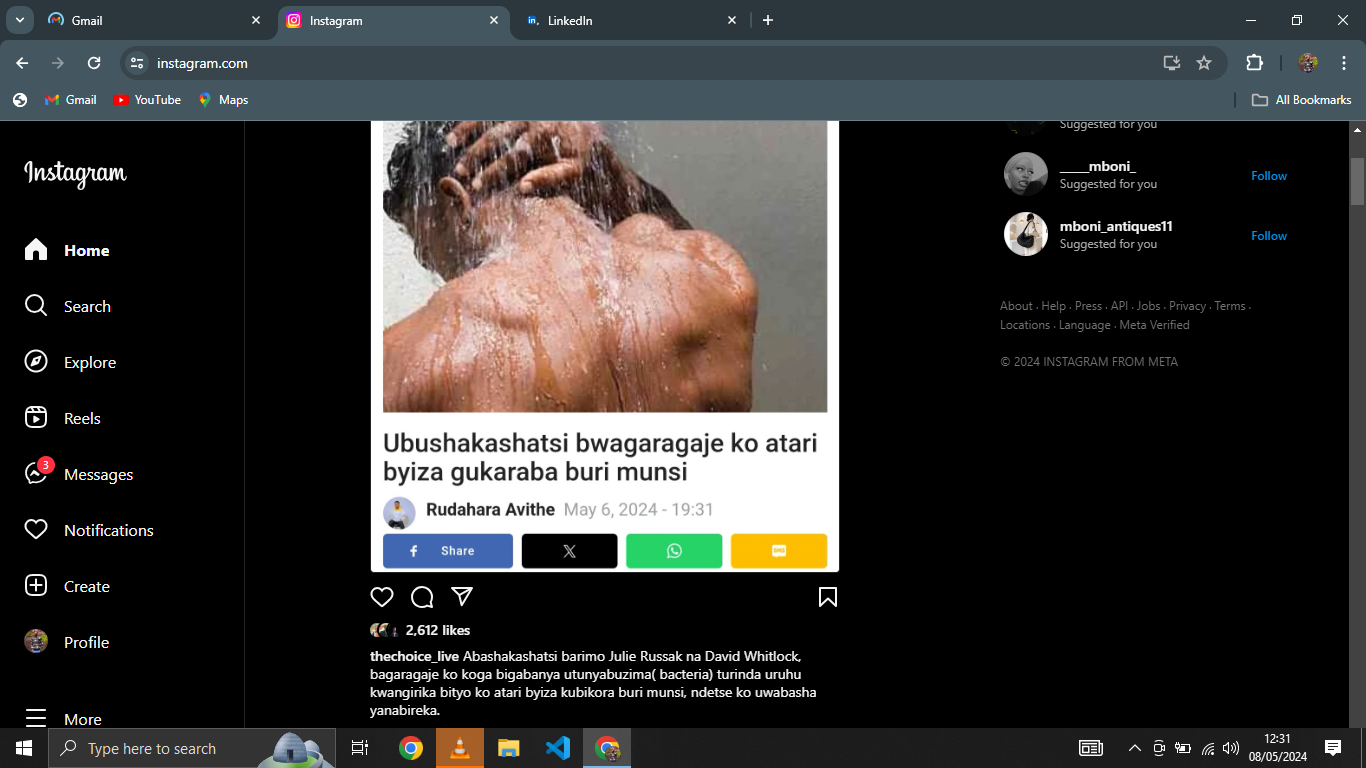 Gmail
Instagram
LinkedIn
instagram.com
Gmail
YouTube
Maps
All Bookmarks
Instagram
Home
Search
Explore
Reels
3
Messages
Notifications
Create
Profile
More
Ubushakashatsi bwagaragaje ko atari
byiza gukaraba buri munsi
Rudahara Avithe May 6, 2024 - 19:31
Share
SMS
2,612 likes
thechoice_live Abashakashatsi barimo Julie Russak na David Whitlock,
bagaragaje ko koga bigabanya utunyabuzima( bacteria) turinda uruhu
kwangirika bityo ko atari byiza kubikora buri munsi, ndetse ko uwabasha
yanabireka.
Suggested for you
_____mboni_
Suggested for you
Follow
mboni_antiques11
Suggested for you
Follow
About · Help · Press · API · Jobs · Privacy · Terms ·
Locations · Language · Meta Verified
© 2024 INSTAGRAM FROM META
Type here to search
12:31
08/05/2024